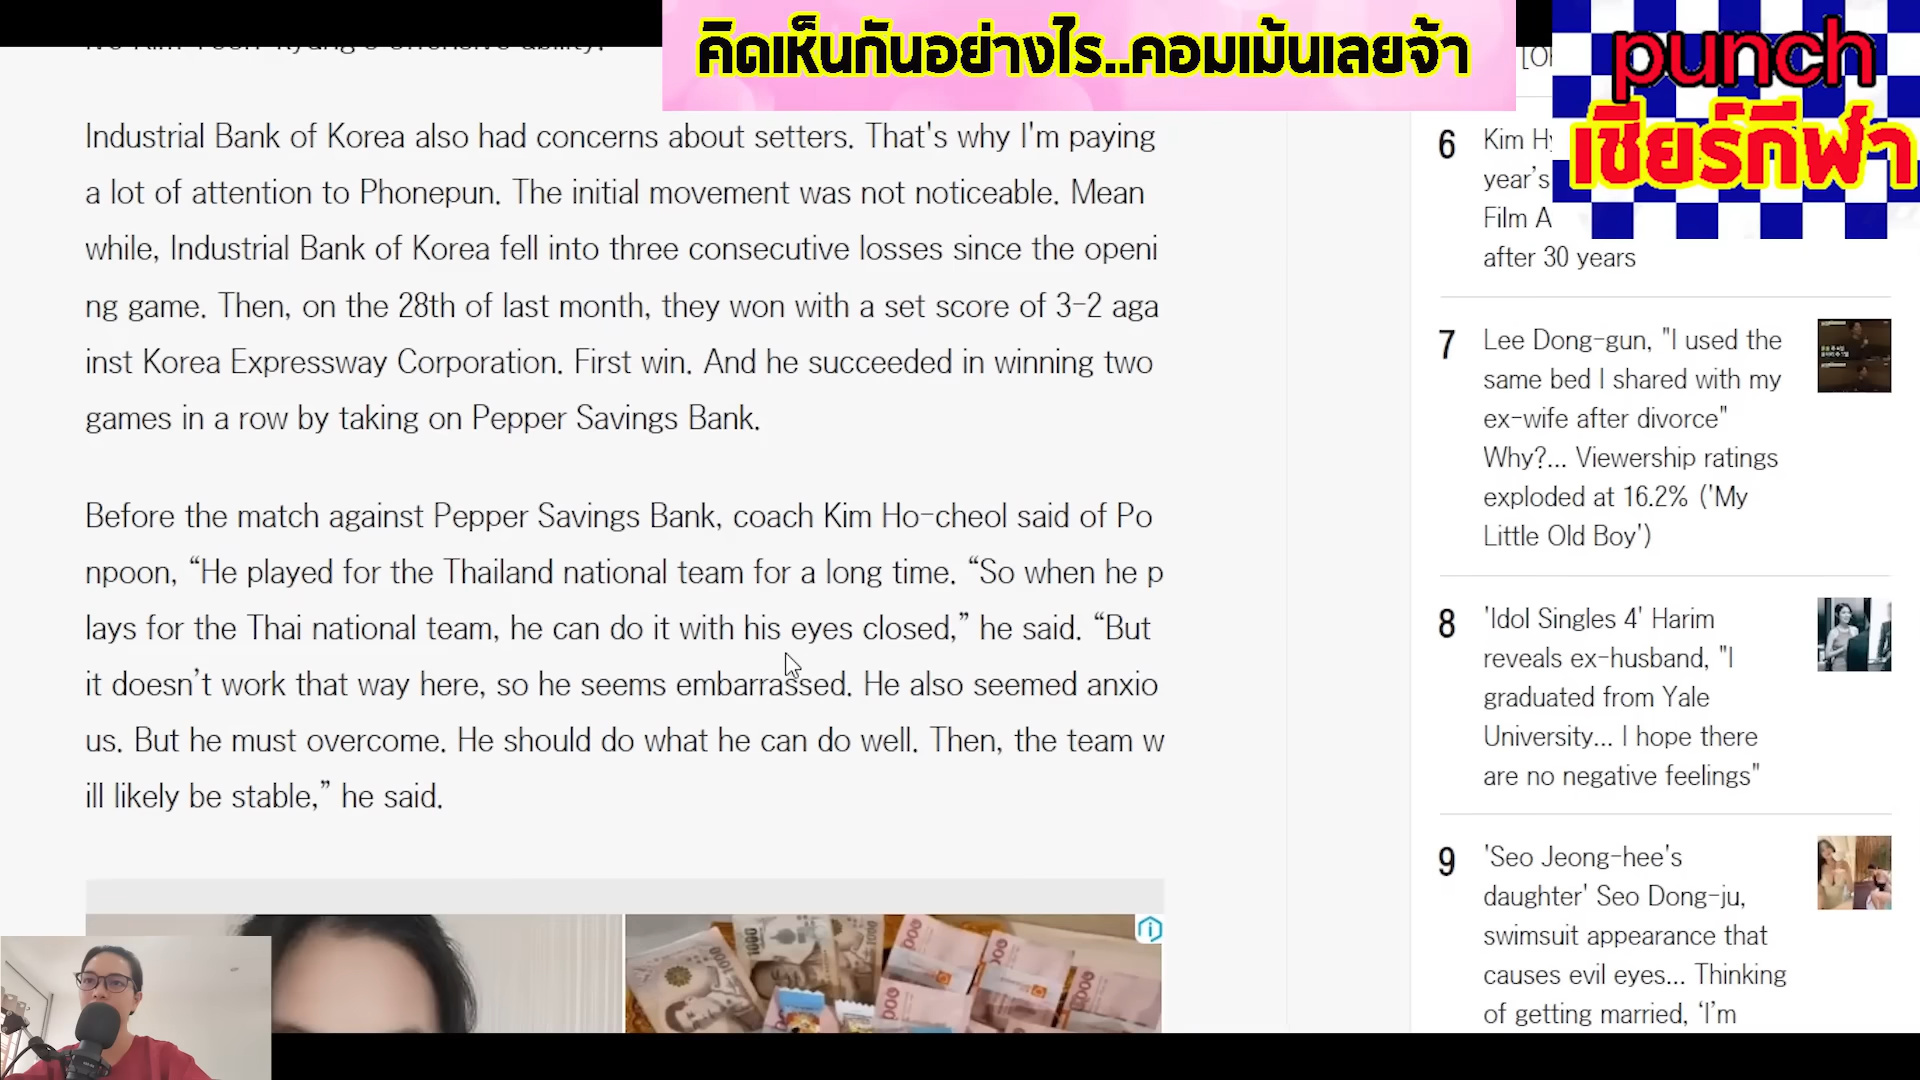 คิดเห็นกันอย่างไร..คอมเม้นเลยจ้า
punch
เชียร์กีฬา
Industrial Bank of Korea also had concerns about setters. That's why I'm paying
a lot of attention to Phonepun. The initial movement was not noticeable. Mean
while, Industrial Bank of Korea fell into three consecutive losses since the openi
ng game. Then, on the 28th of last month, they won with a set score of 3-2 aga
inst Korea Expressway Corporation. First win. And he succeeded in winning two
games in a row by taking on Pepper Savings Bank.
Before the match against Pepper Savings Bank, coach Kim Ho-cheol said of Po
npoon, “He played for the Thailand national team for a long time. “So when he p
lays for the Thai national team, he can do it with his eyes closed,” he said. “But
it doesn’t work that way here, so he seems embarrassed. He also seemed anxio
us. But he must overcome. He should do what he can do well. Then, the team w
ill likely be stable,” he said.
6
Kim Hy
year’s
Film A
after 30 years
7
Lee Dong-gun, "I used the
same bed I shared with my
ex-wife after divorce"
Why?... Viewership ratings
exploded at 16.2% ('My
Little Old Boy')
8
'Idol Singles 4' Harim
reveals ex-husband, "I
graduated from Yale
University... I hope there
are no negative feelings"
9
'Seo Jeong-hee's
daughter' Seo Dong-ju,
swimsuit appearance that
causes evil eyes... Thinking
of getting married, ‘I’m